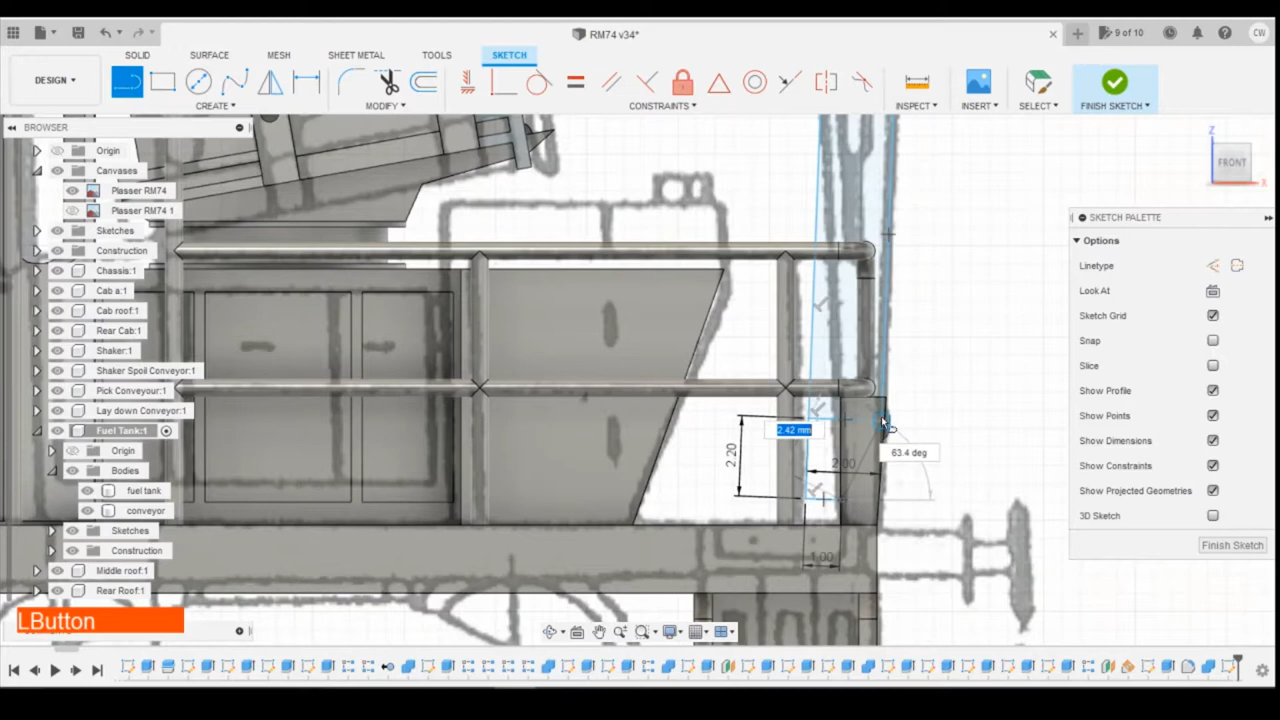 RM74 v34*
9 of 10
CW
DESIGN
SOLID
SURFACE
MESH
SHEET METAL
TOOLS
SKETCH
CREATE
MODIFY
CONSTRAINTS
INSPECT
INSERT
SELECT
FINISH SKETCH
BROWSER
Origin
Canvases
Plasser RM74
Plasser RM74 1
Sketches
Construction
Chassis:1
Cab a:1
Cab roof:1
Rear Cab:1
Shaker:1
Shaker Spoil Conveyor:1
Pick Conveyour:1
Lay down Conveyor:1
Fuel Tank:1
Origin
Bodies
fuel tank
conveyor
Sketches
Construction
Middle roof:1
Rear Roof:1
LButton
2.42 mm
63.4 deg
2.20
2.00
1.00
Z
FRONT
X
SKETCH PALETTE
Options
Linetype
Look At
Sketch Grid
Snap
Slice
Show Profile
Show Points
Show Dimensions
Show Constraints
Show Projected Geometries
3D Sketch
Finish Sketch